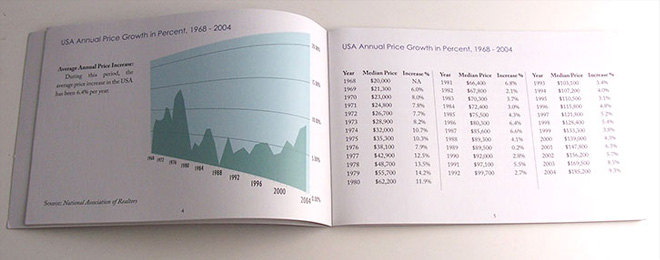 USA Annual Price Growth in Percent, 1968 - 2004
Average Annual Price Increase:
During this period, the
average price increase in the USA
has been 6.4% per year.
20.00%
15.00%
10.00%
5.00%
0.00%
1968 1972 1976 1980 1984 1988 1992 1996 2000 2004
Source: National Association of Realtors
4
USA Annual Price Growth in Percent, 1968 - 2004
Year Median Price Increase % Year Median Price Increase % Year Median Price Increase %
1968 $20,000 NA 1981 $66,400 6.8% 1993 $103,100 3.4%
1969 $21,300 6.0% 1982 $67,800 2.1% 1994 $107,200 4.0%
1970 $23,000 8.0% 1983 $70,300 3.7% 1995 $110,500 3.1%
1971 $24,800 7.8% 1984 $72,400 3.0% 1996 $115,800 4.8%
1972 $26,700 7.7% 1985 $75,500 4.3% 1997 $121,800 5.2%
1973 $28,900 8.2% 1986 $80,300 6.4% 1998 $128,400 5.4%
1974 $32,000 10.7% 1987 $85,600 6.6% 1999 $133,300 3.8%
1975 $35,300 10.3% 1988 $89,300 2000 $139,000
1976 $38,100 7.9% 1989 $89,500 0.2% 2001 $147,800 6.3%
1977 $42,900 12.5% 1990 $92,000 2.8% 2002 $156,200 5.7%
1978 $48,700 13.5% 1991 $97,100 5.5% 2003 $169,500 8.5%
1979 $55,700 14.2% 1992 $99,700 2.7% 2004 $185,200 9.3%
1980 $62,200 11.9%
5